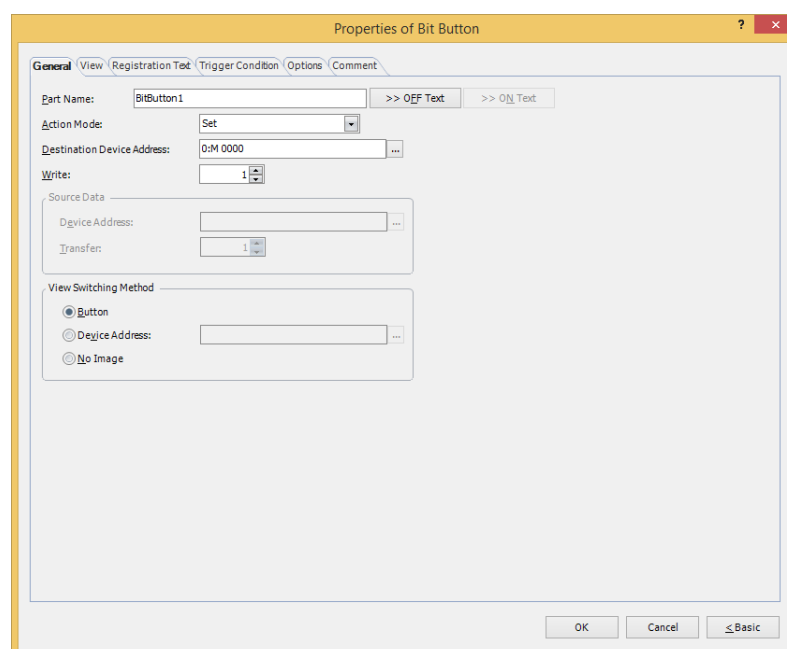 Properties of Bit Button ? ×
General View Registration Text Trigger Condition Options Comment
Part Name: BitButton1 >> OFF Text >> ON Text
Action Mode: Set
Destination Device Address: 0:M 0000 ...
Write: 1
Source Data
Device Address: ...
Transfer: 1
View Switching Method
Button
Device Address: ...
No Image
OK Cancel < Basic